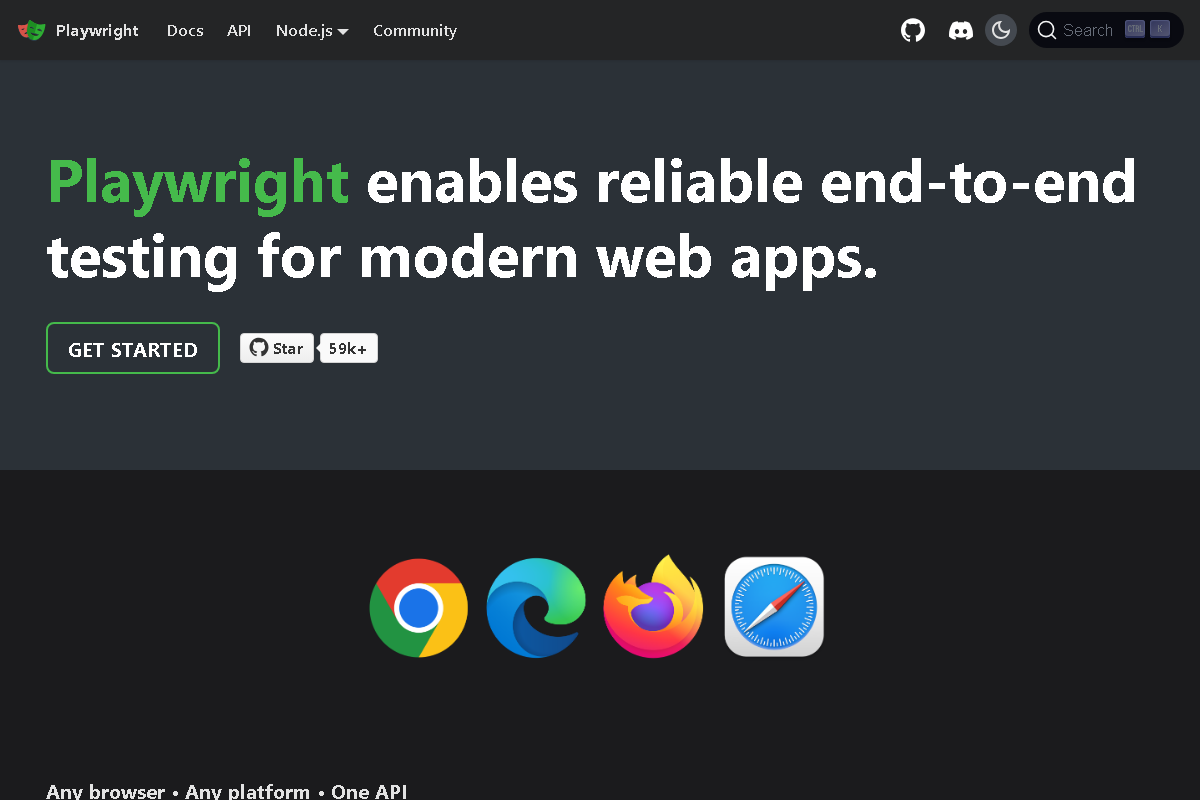 Playwright Docs API Node.js Community Search CTRL K
Playwright enables reliable end-to-end
testing for modern web apps.
GET STARTED Star 59k+
Any browser • Any platform • One API